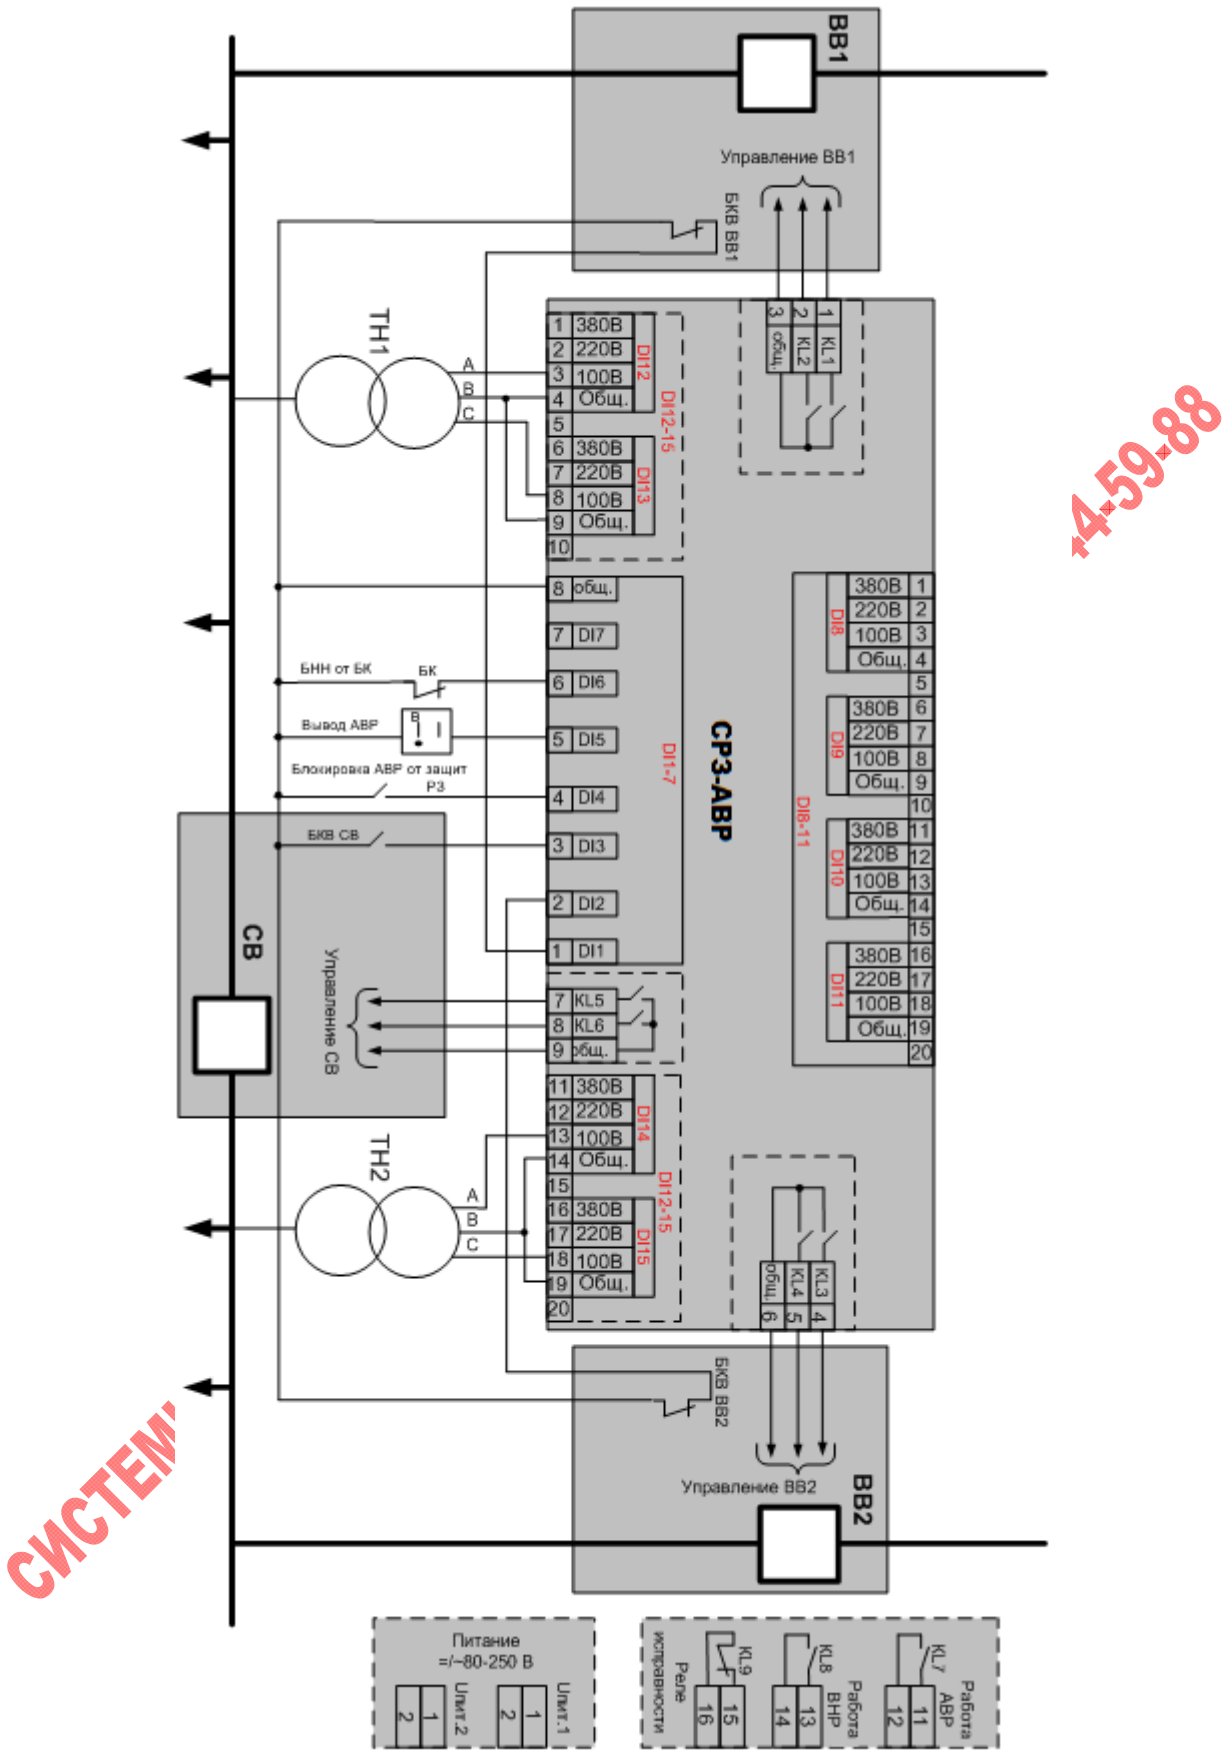 ВВ1
Управление ВВ1
БКВ ВВ1
3 общ.
2 KL2
1 KL1
ТН1
A
B
C
1 380В
2 220В
3 100В
4 Общ.
5
DI12
6 380В
7 220В
8 100В
9 Общ.
10
DI13
DI12-15
4-59-88
8 общ.
7 DI7
6 DI6
5 DI5
4 DI4
3 DI3
2 DI2
1 DI1
DI1-7
БНН от БК
БК
Вывод АВР
В
Блокировка АВР от защит
РЗ
БКВ СВ
СРЗ-АВР
380В 1
220В 2
100В 3
Общ. 4
5
DI8
380В 6
220В 7
100В 8
Общ. 9
10
DI9
380В 11
220В 12
100В 13
Общ. 14
15
DI10
380В 16
220В 17
100В 18
Общ. 19
20
DI11
DI8-11
СВ
Управление СВ
7 KL5
8 KL6
9 общ.
11 380В
12 220В
13 100В
14 Общ.
15
DI14
16 380В
17 220В
18 100В
19 Общ.
20
DI15
DI12-15
ТН2
A
B
C
общ. 6
KL4 5
KL3 4
БКВ ВВ2
Управление ВВ2
ВВ2
СИСТЕМ
Питание
=/~80-250 В
Uпит.2
1
2
Uпит.1
1
2
Реле
исправности
KL9
15
16
Работа
ВНР
KL8
13
14
Работа
АВР
KL7
11
12